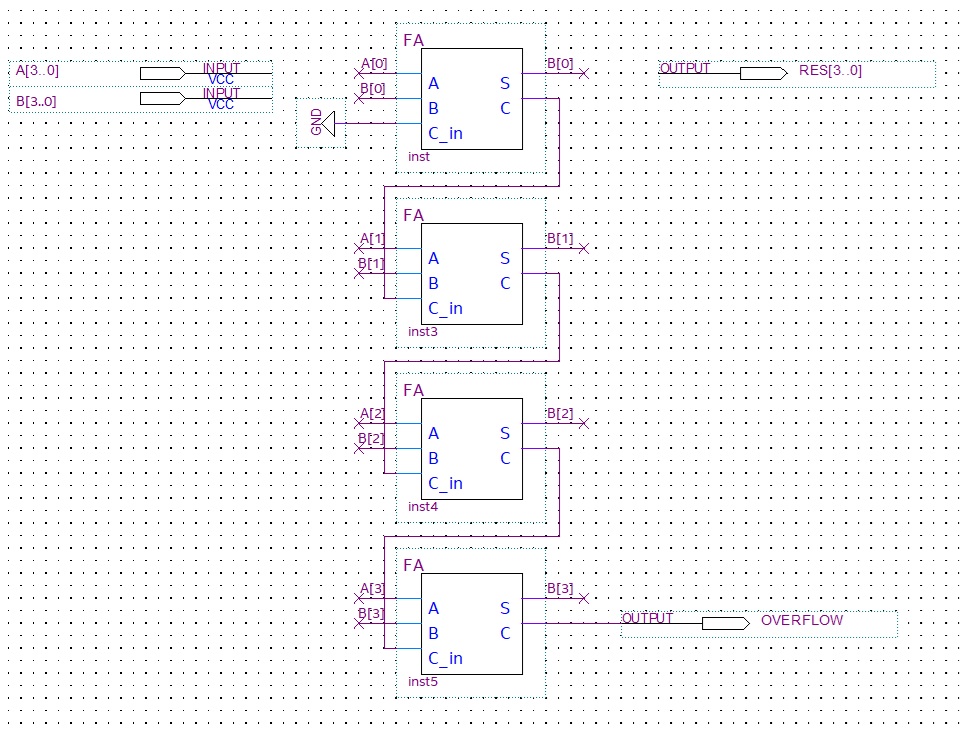 A[3..0]
INPUT
VCC
B[3..0]
INPUT
VCC
GND
FA
A[0]
B[0]
A
B
C_in
S
C
B[0]
inst
OUTPUT
RES[3..0]
FA
A[1]
B[1]
A
B
C_in
S
C
B[1]
inst3
FA
A[2]
B[2]
A
B
C_in
S
C
B[2]
inst4
FA
A[3]
B[3]
A
B
C_in
S
C
B[3]
inst5
OUTPUT
OVERFLOW